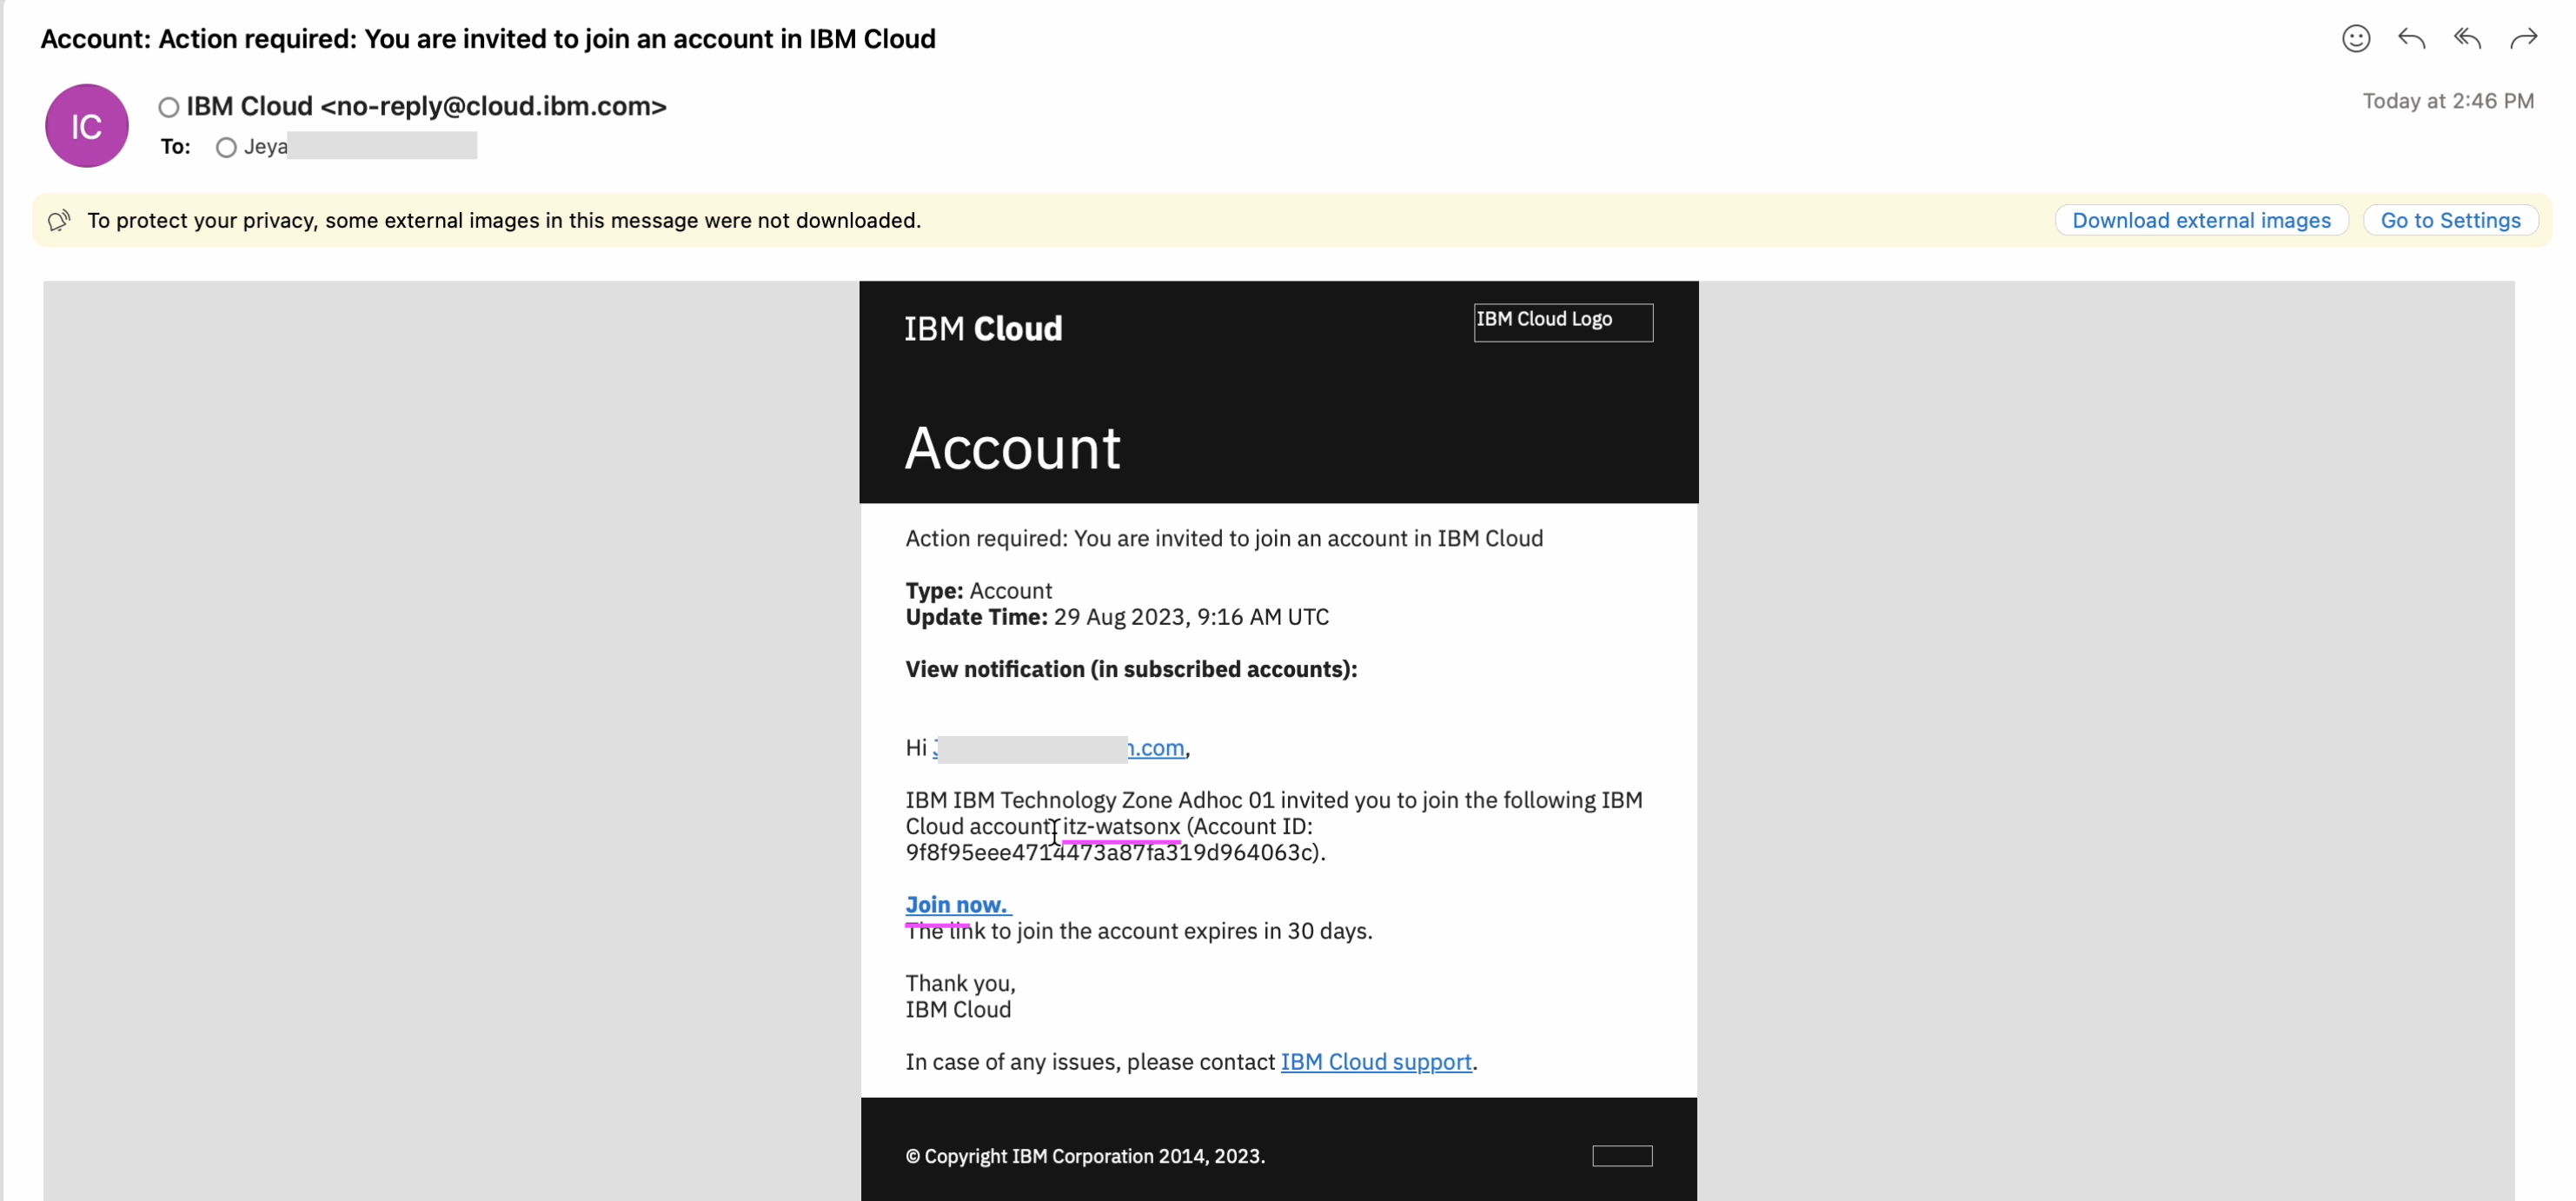 Account: Action required: You are invited to join an account in IBM Cloud
IC
IBM Cloud <no-reply@cloud.ibm.com>
Today at 2:46 PM
To: Jeya
To protect your privacy, some external images in this message were not downloaded.
Download external images
Go to Settings
IBM Cloud
IBM Cloud Logo
Account
Action required: You are invited to join an account in IBM Cloud
Type: Account
Update Time: 29 Aug 2023, 9:16 AM UTC
View notification (in subscribed accounts):
Hi .com,
IBM IBM Technology Zone Adhoc 01 invited you to join the following IBM
Cloud account itz-watsonx (Account ID:
9f8f95eee4714473a87fa319d964063c).
Join now.
The link to join the account expires in 30 days.
Thank you,
IBM Cloud
In case of any issues, please contact IBM Cloud support.
© Copyright IBM Corporation 2014, 2023.